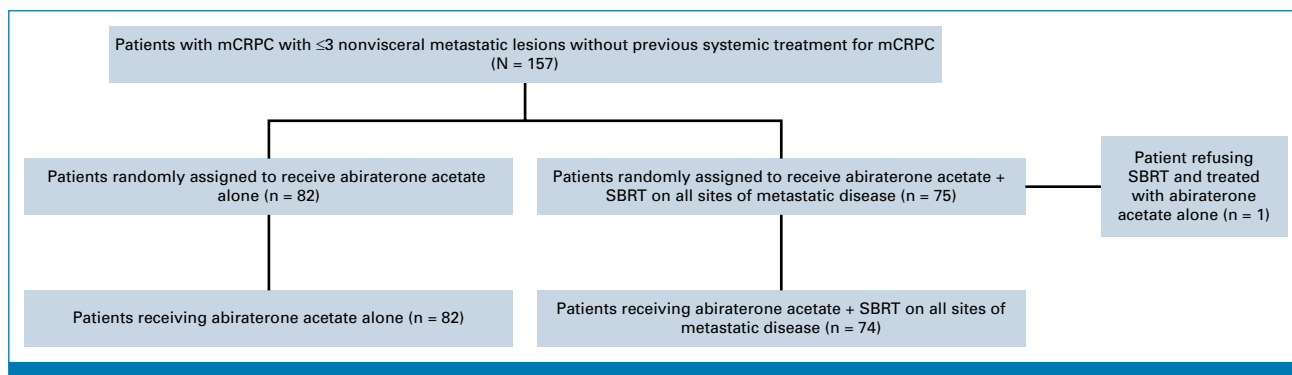 Patients with mCRPC with ≤3 nonvisceral metastatic lesions without previous systemic treatment for mCRPC
(N = 157)
Patients randomly assigned to receive abiraterone acetate
alone (n = 82)
Patients randomly assigned to receive abiraterone acetate +
SBRT on all sites of metastatic disease (n = 75)
Patient refusing
SBRT and treated
with abiraterone
acetate alone (n = 1)
Patients receiving abiraterone acetate alone (n = 82)
Patients receiving abiraterone acetate + SBRT on all sites of
metastatic disease (n = 74)